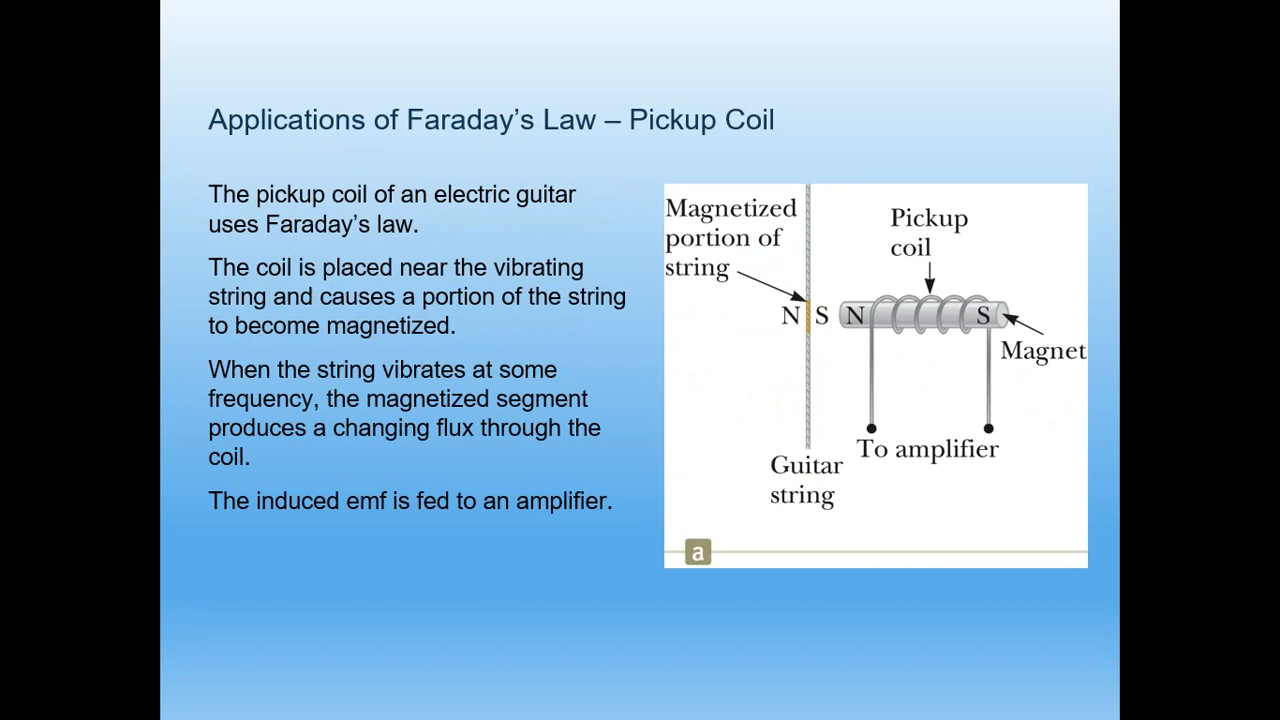 Applications of Faraday’s Law – Pickup Coil
The pickup coil of an electric guitar
uses Faraday’s law.
The coil is placed near the vibrating
string and causes a portion of the string
to become magnetized.
When the string vibrates at some
frequency, the magnetized segment
produces a changing flux through the
coil.
The induced emf is fed to an amplifier.
Magnetized
portion of
string
Pickup
coil
N S N S
Magnet
To amplifier
Guitar
string
a